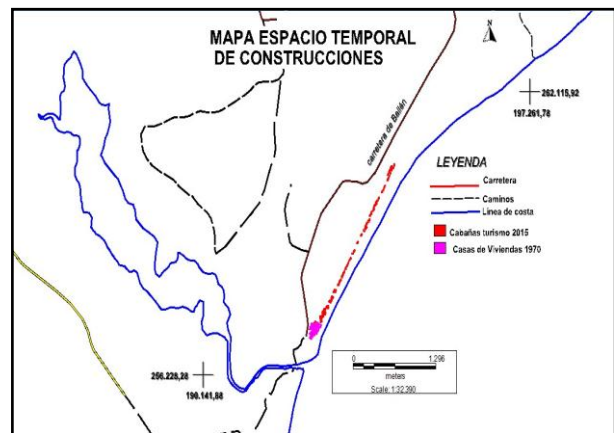 MAPA ESPACIO TEMPORAL
DE CONSTRUCCIONES
N
262.115,92
197.261,78
carretera de Bailén
LEYENDA
Carretera
Caminos
Linea de costa
Cabañas turismo 2015
Casas de Viviendas 1970
0
1,296
meters
Scale: 1:32.390
256.228,28
190.141,88